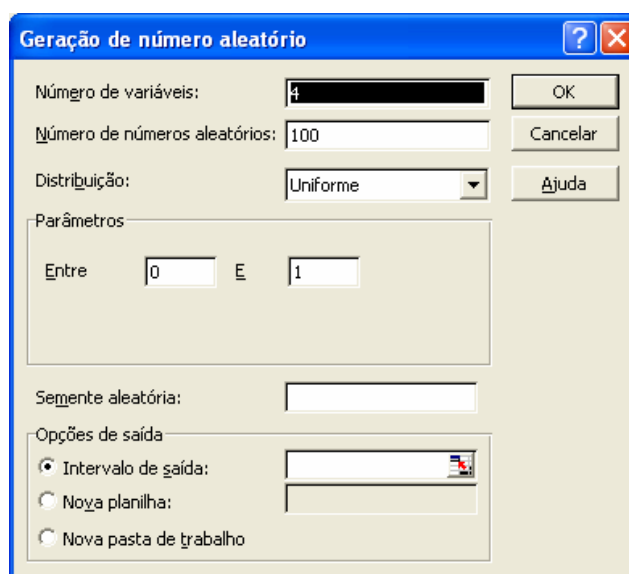 Geração de número aleatório
Número de variáveis: 4 OK
Número de números aleatórios: 100 Cancelar
Distribuição: Uniforme Ajuda
Parâmetros
Entre 0 E 1
Semente aleatória:
Opções de saída
Intervalo de saída:
Nova planilha:
Nova pasta de trabalho